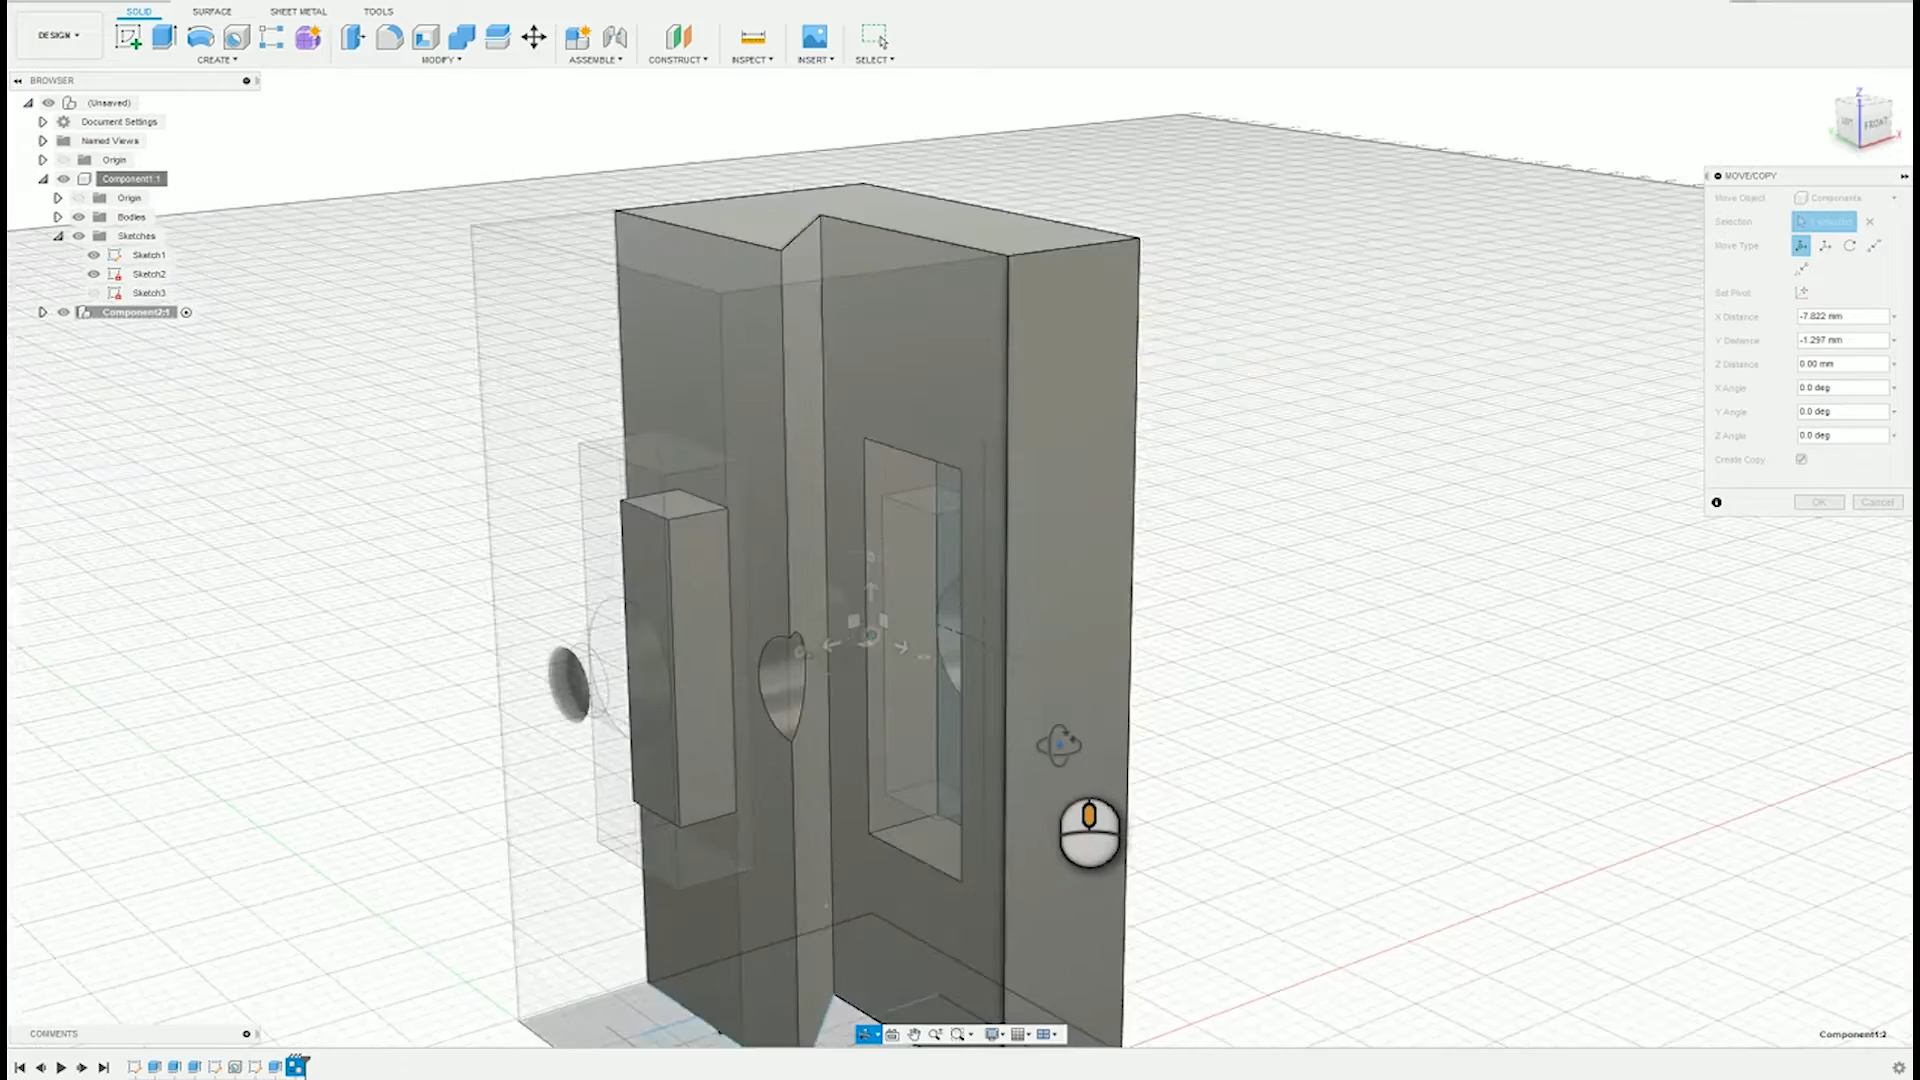 SOLID SURFACE SHEET METAL TOOLS
DESIGN
CREATE MODIFY ASSEMBLE CONSTRUCT INSPECT INSERT SELECT
BROWSER
(Unsaved)
Document Settings
Named Views
Origin
Component1:1
Origin
Bodies
Sketches
Sketch1
Sketch2
Sketch3
Component2:1
Z
FRONT
MOVE/COPY
Move Object Components
Selection 1 selected
Move Type
Set Pivot
X Distance -7.822 mm
Y Distance -1.297 mm
Z Distance 0.00 mm
X Angle 0.0 deg
Y Angle 0.0 deg
Z Angle 0.0 deg
Create Copy
OK Cancel
COMMENTS
Component1:2